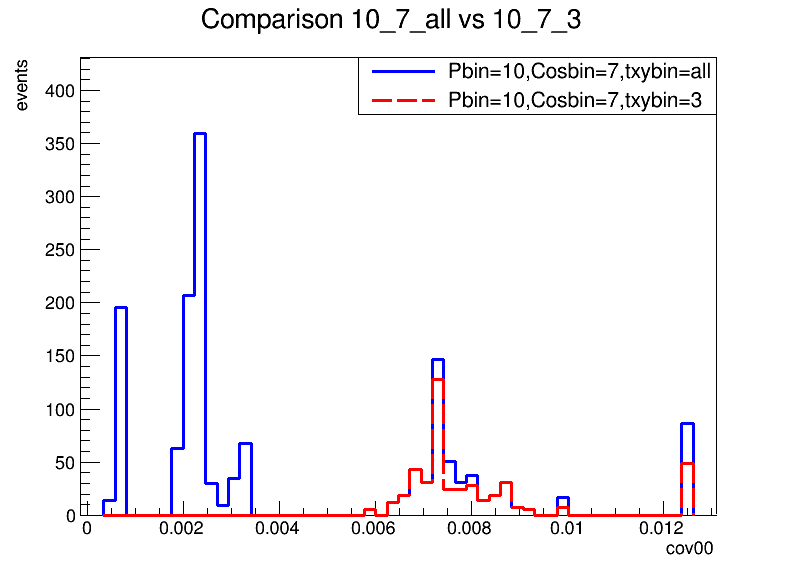 Comparison 10_7_all vs 10_7_3
events
Pbin=10,Cosbin=7,txybin=all
Pbin=10,Cosbin=7,txybin=3
400
350
300
250
200
150
100
50
0
0 0.002 0.004 0.006 0.008 0.01 0.012
cov00